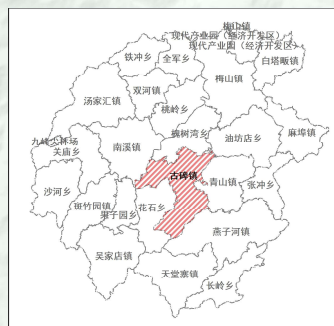 梅山镇
现代产业园（经济开发区）
现代产业园（经济开发区）
铁冲乡
全军乡
白塔畈镇
梅山镇
双河镇
汤家汇镇
桃岭乡
槐树湾乡
油坊店乡
麻埠镇
九峰尖林场
关庙乡
南溪镇
古碑镇
青山镇
张冲乡
沙河乡
斑竹园镇
果子园乡
花石乡
燕子河镇
吴家店镇
天堂寨镇
长岭乡